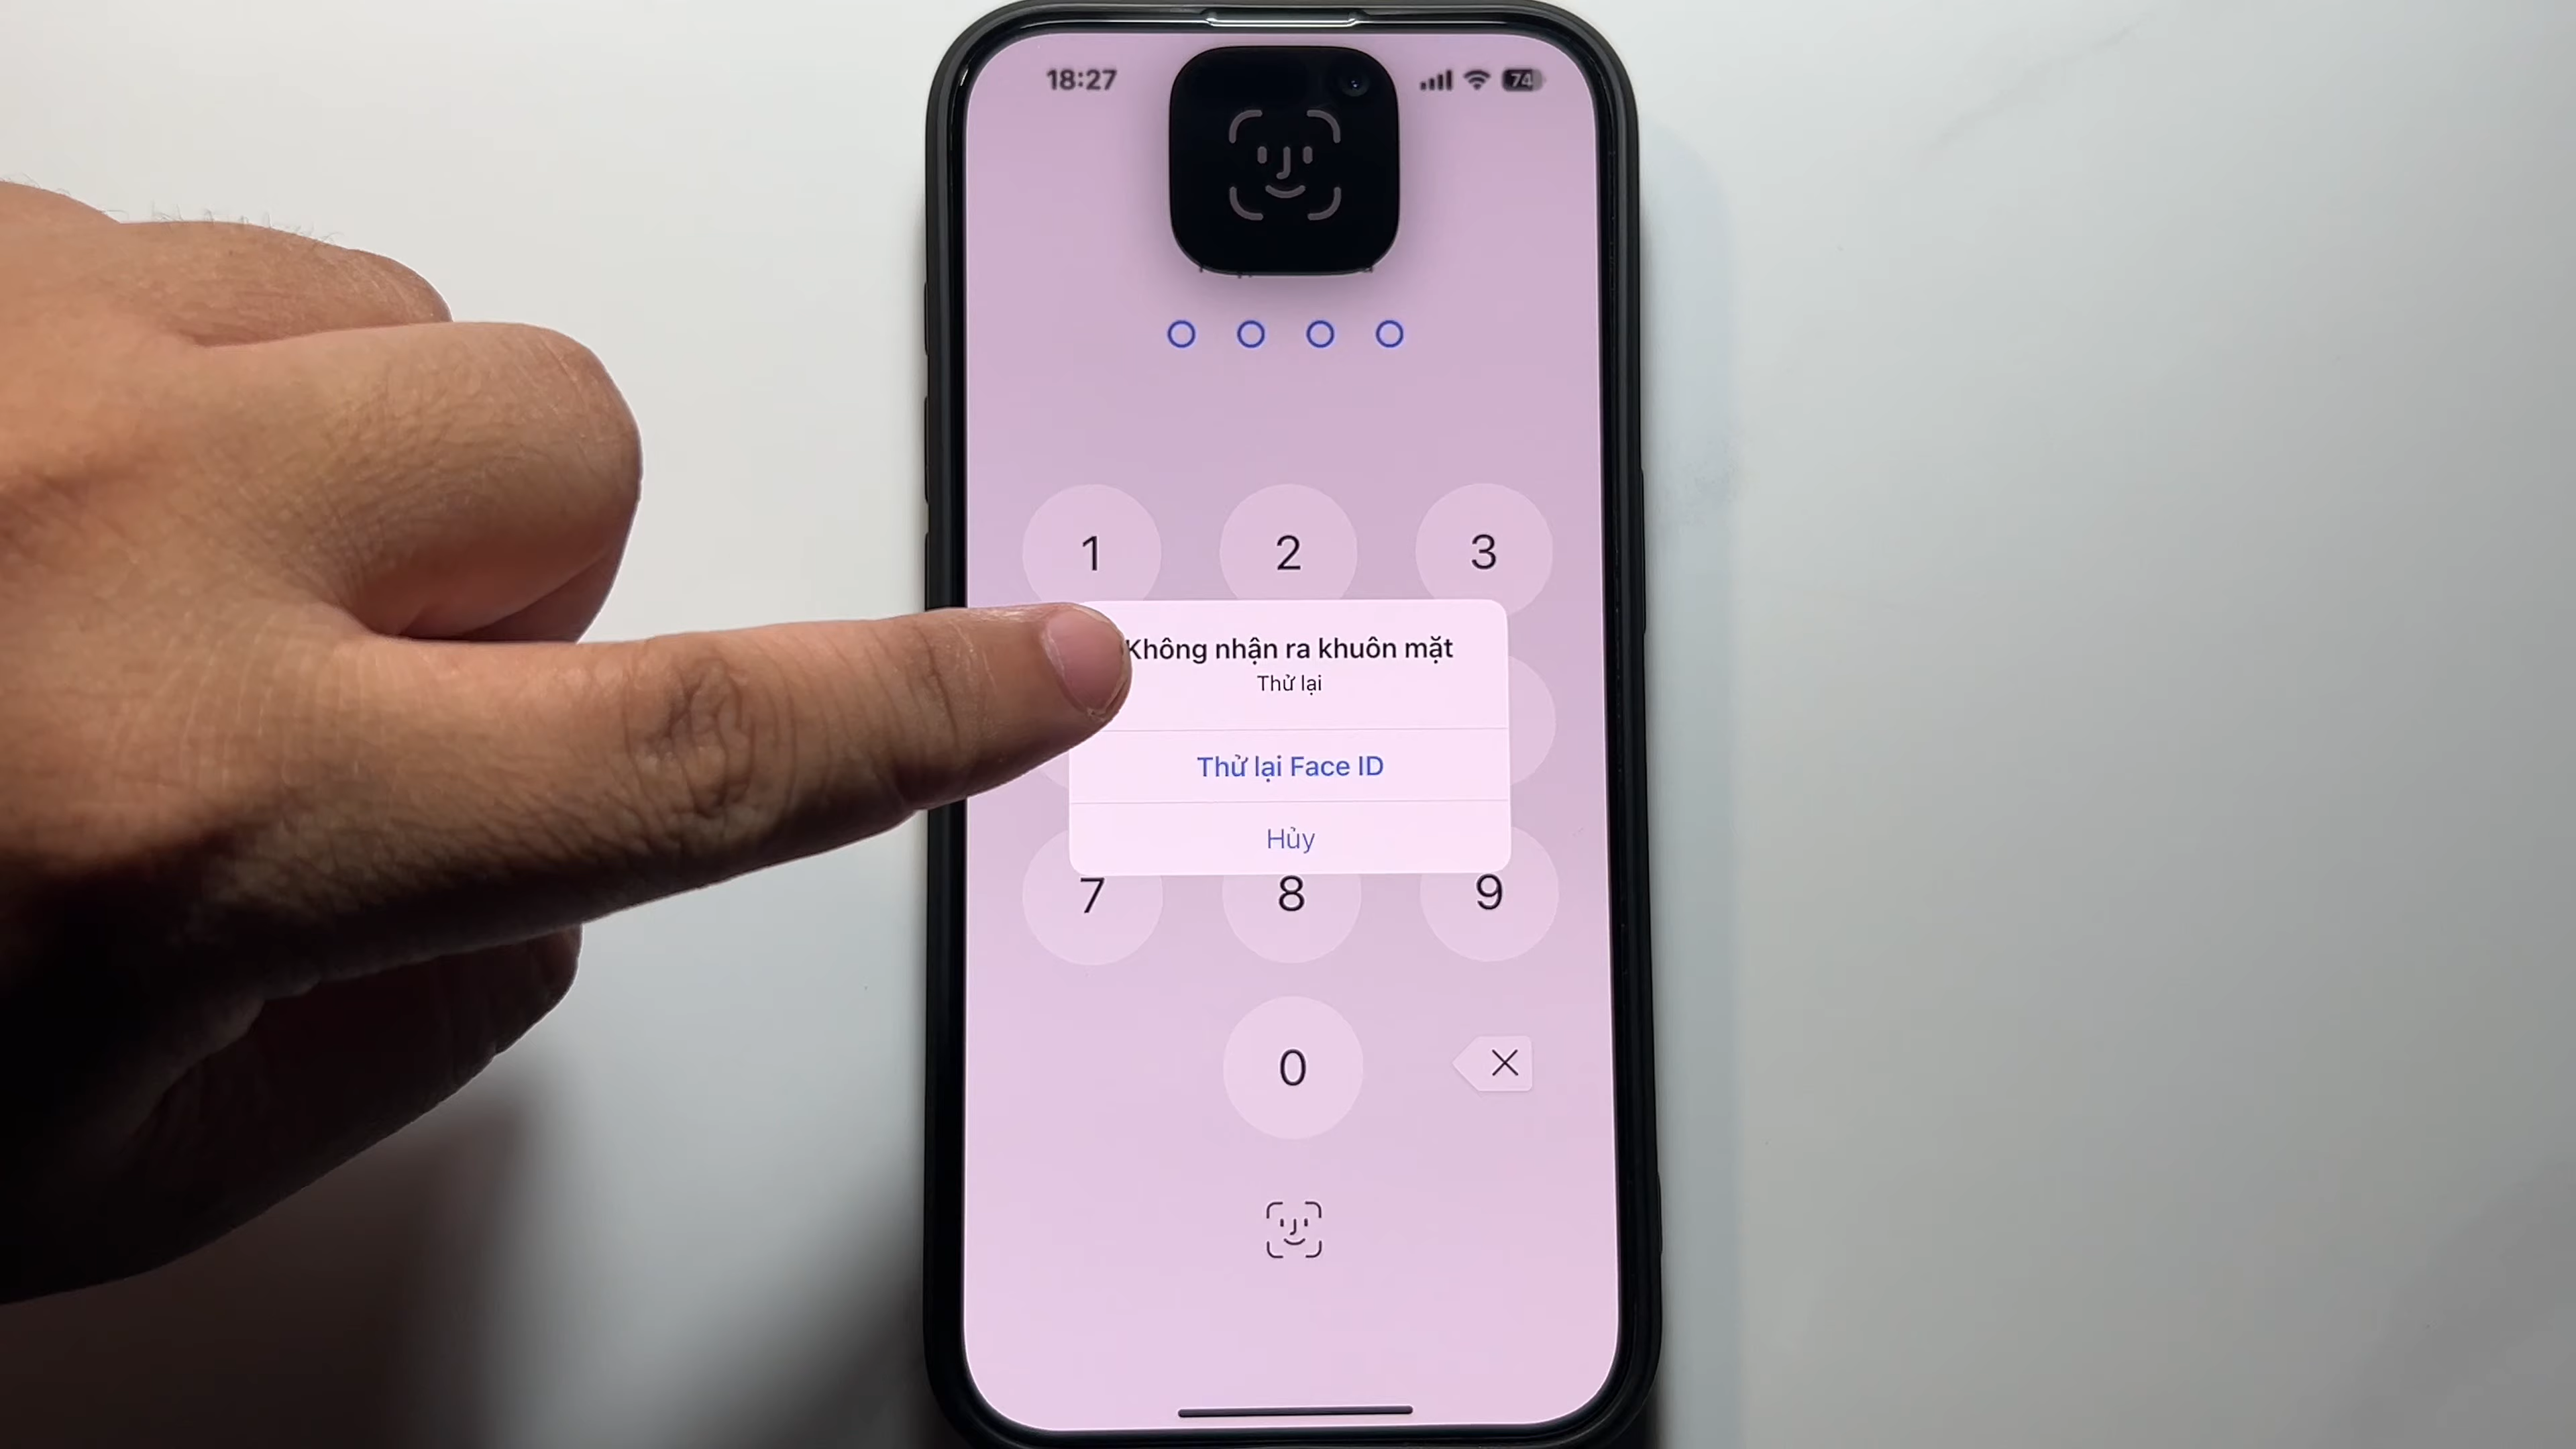 18:27
74
1 2 3
Không nhận ra khuôn mặt
Thử lại
Thử lại Face ID
Hủy
7 8 9
0